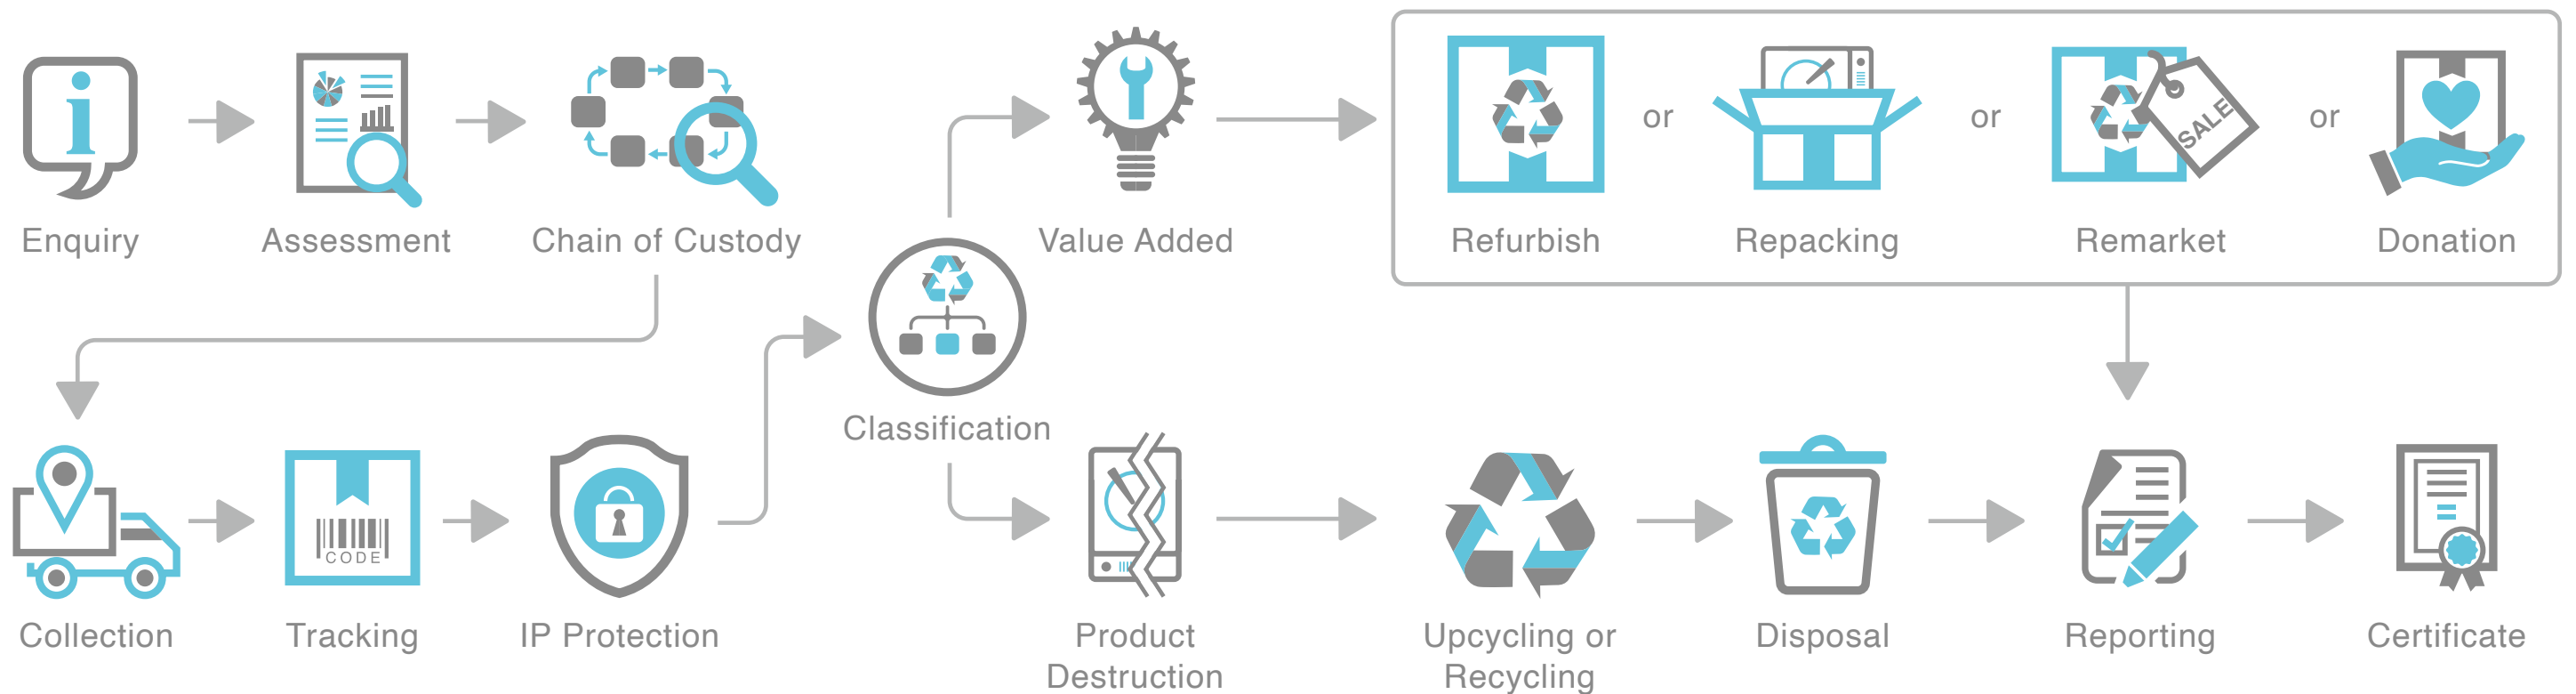 Enquiry
Assessment
Chain of Custody
Value Added
SALE
or
or
or
Refurbish
Repacking
Remarket
Donation
Classification
CODE
Collection
Tracking
IP Protection
Product
Destruction
Upcycling or
Recycling
Disposal
Reporting
Certificate